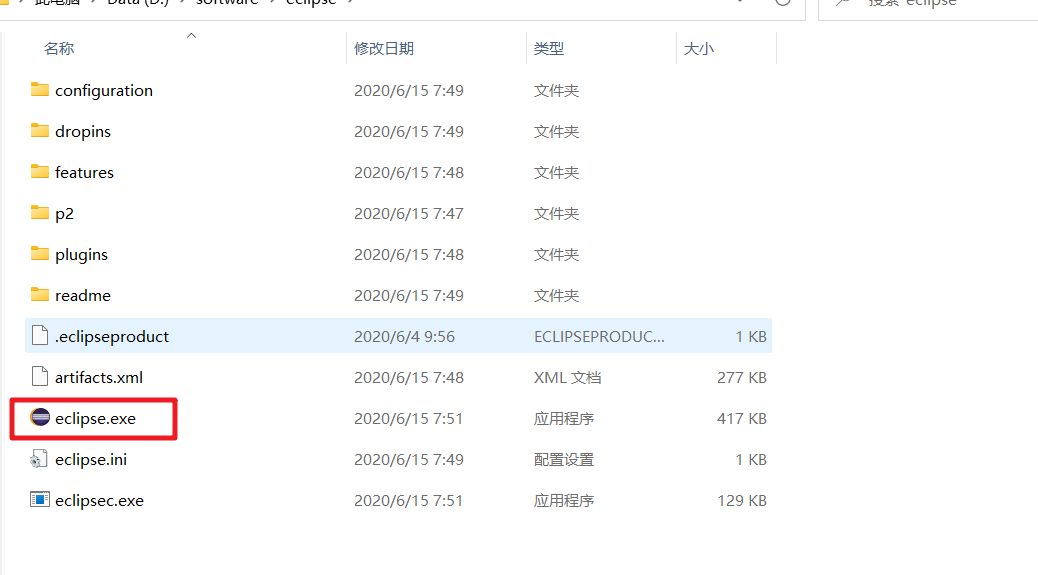 此电脑 > Data (D:) > software > eclipse >
搜索 eclipse
名称 修改日期 类型 大小
configuration 2020/6/15 7:49 文件夹
dropins 2020/6/15 7:49 文件夹
features 2020/6/15 7:48 文件夹
p2 2020/6/15 7:47 文件夹
plugins 2020/6/15 7:48 文件夹
readme 2020/6/15 7:49 文件夹
.eclipseproduct 2020/6/4 9:56 ECLIPSEPRODUC... 1 KB
artifacts.xml 2020/6/15 7:48 XML 文档 277 KB
eclipse.exe 2020/6/15 7:51 应用程序 417 KB
eclipse.ini 2020/6/15 7:49 配置设置 1 KB
eclipsec.exe 2020/6/15 7:51 应用程序 129 KB